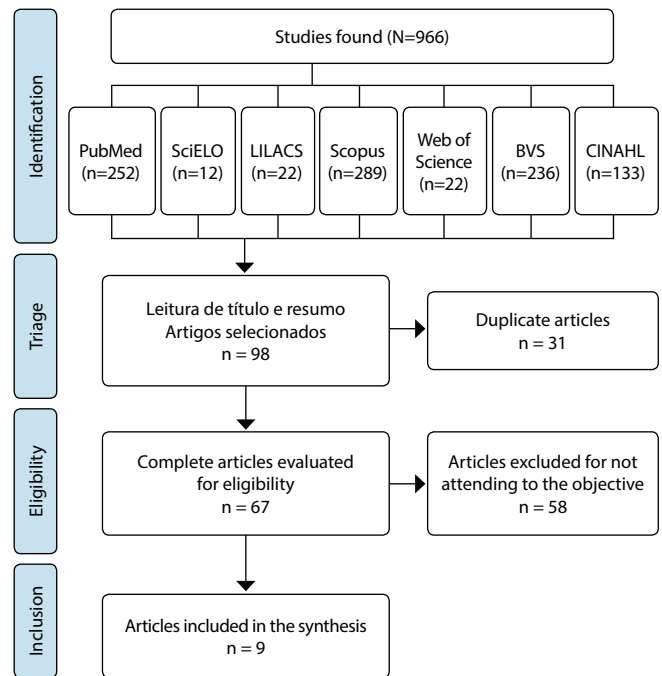 Identification
Studies found (N=966)
PubMed
(n=252)
SciELO
(n=12)
LILACS
(n=22)
Scopus
(n=289)
Web of
Science
(n=22)
BVS
(n=236)
CINAHL
(n=133)
Triage
Leitura de título e resumo
Artigos selecionados
n = 98
Duplicate articles
n = 31
Eligibility
Complete articles evaluated
for eligibility
n = 67
Articles excluded for not
attending to the objective
n = 58
Inclusion
Articles included in the synthesis
n = 9